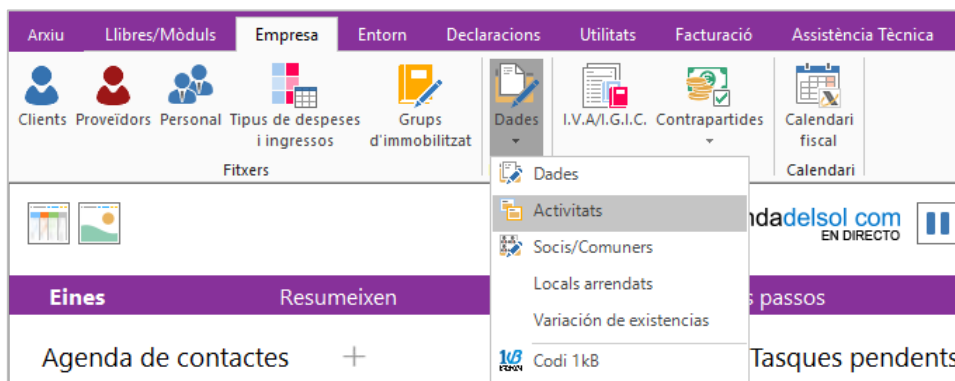 Arxiu Llibres/Mòduls Empresa Entorn Declaracions Utilitats Facturació Assistència Tècnica
Clients Proveïdors Personal Tipus de despeses i ingressos Grups d'immobilitzat Dades I.V.A/I.G.I.C. Contrapartides Calendari fiscal
Fitxers Calendari
Dades
Activitats
Socis/Comuners
Locals arrendats
Variación de existencias
Codi 1kB
delsol com
EN DIRECTO
Eines Resumeixen passos
Agenda de contactes Tasques pendents